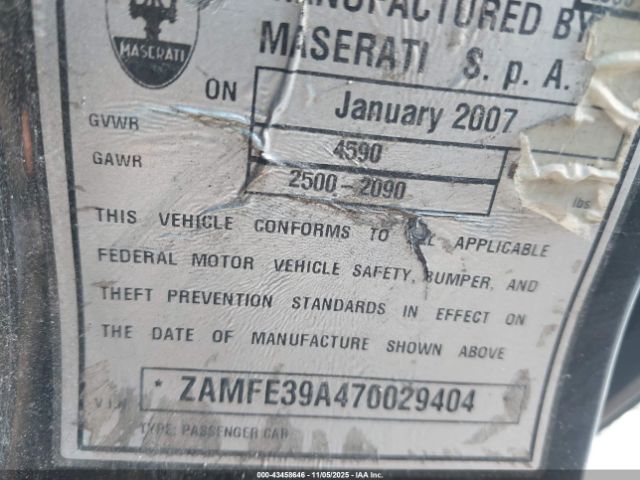 MASERATI
MANUFACTURED BY
MASERATI S. p. A.
ON January 2007
GVWR 4590
GAWR 2500-2090 lbs
THIS VEHICLE CONFORMS TO APPLICABLE
FEDERAL MOTOR VEHICLE SAFETY, BUMPER, AND
THEFT PREVENTION STANDARDS IN EFFECT ON
THE DATE OF MANUFACTURE SHOWN ABOVE
V.I.N. * ZAMFE39A470029404
TYPE: PASSENGER CAR
000-43458646 - 11/05/2025 - IAA Holdings, LLC.